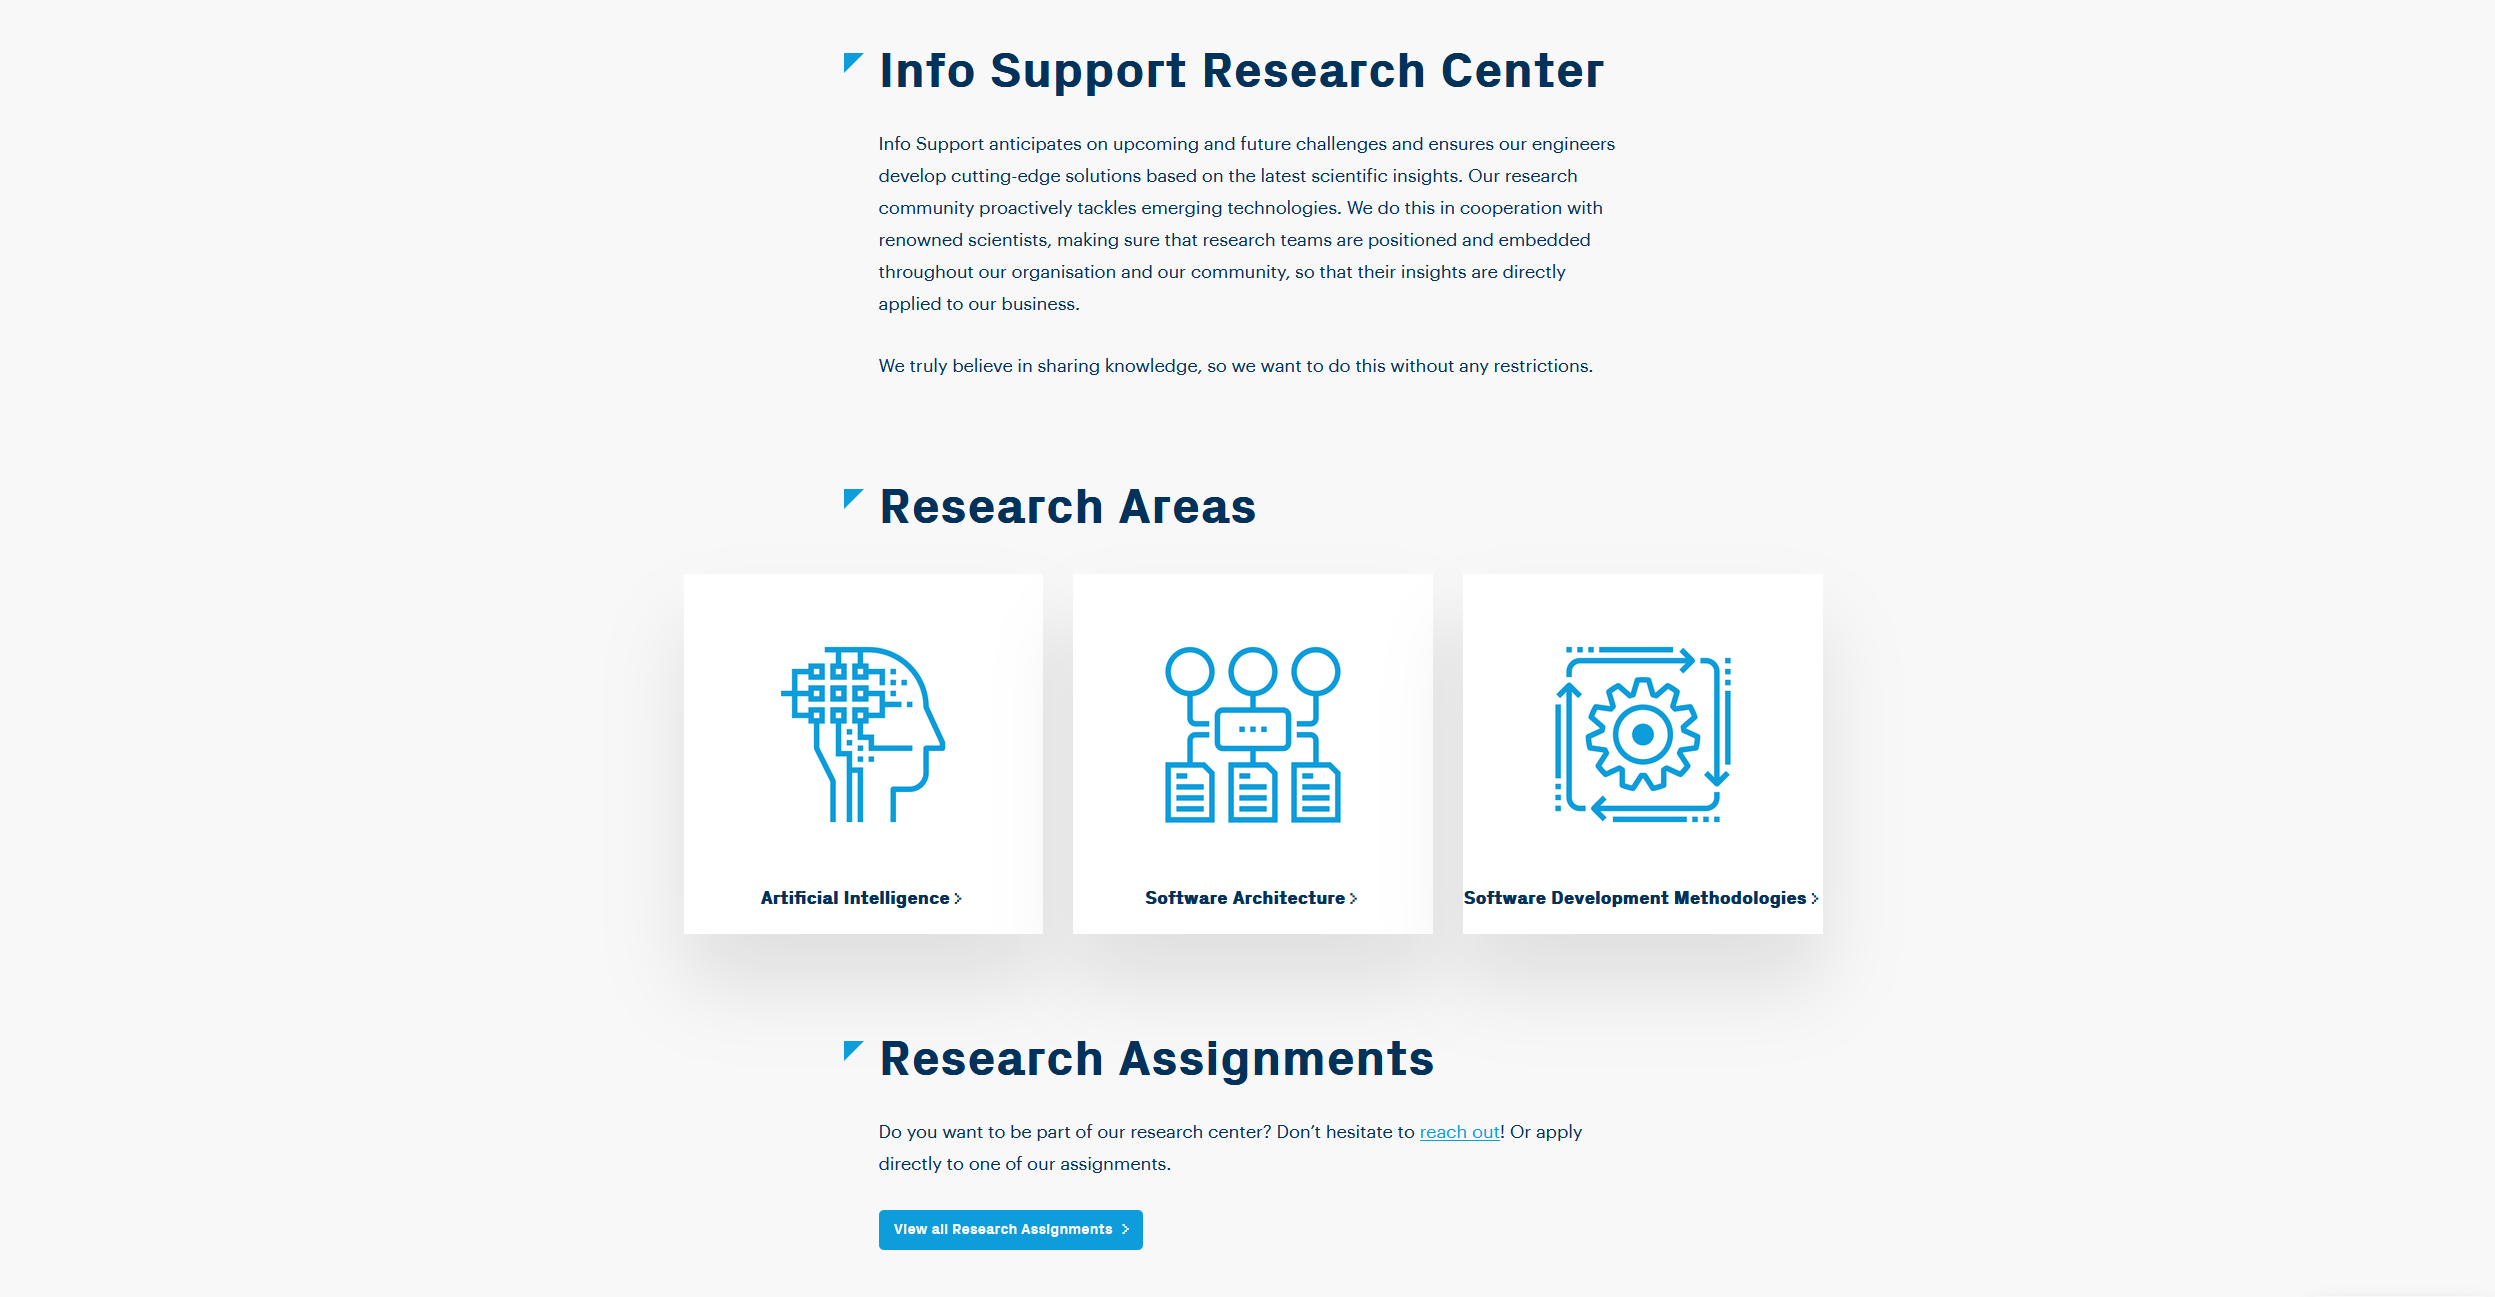 Info Support Research Center
Info Support anticipates on upcoming and future challenges and ensures our engineers
develop cutting-edge solutions based on the latest scientific insights. Our research
community proactively tackles emerging technologies. We do this in cooperation with
renowned scientists, making sure that research teams are positioned and embedded
throughout our organisation and our community, so that their insights are directly
applied to our business.
We truly believe in sharing knowledge, so we want to do this without any restrictions.
Research Areas
Artificial Intelligence
Software Architecture
Software Development Methodologies
Research Assignments
Do you want to be part of our research center? Don’t hesitate to reach out! Or apply
directly to one of our assignments.
View all Research Assignments